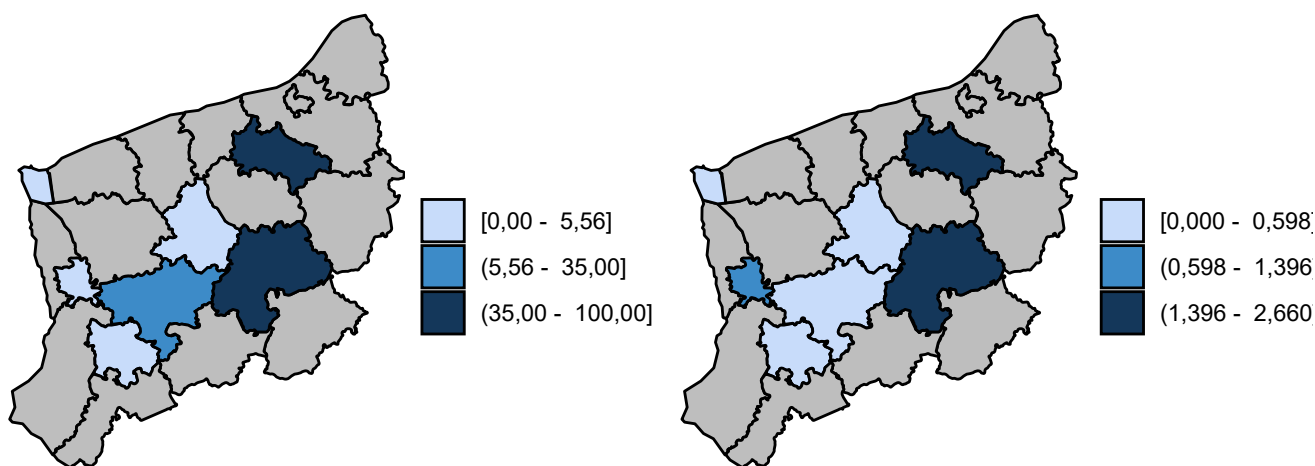 [0,00 - 5,56]
(5,56 - 35,00]
(35,00 - 100,00]
[0,000 - 0,598]
(0,598 - 1,396]
(1,396 - 2,660]